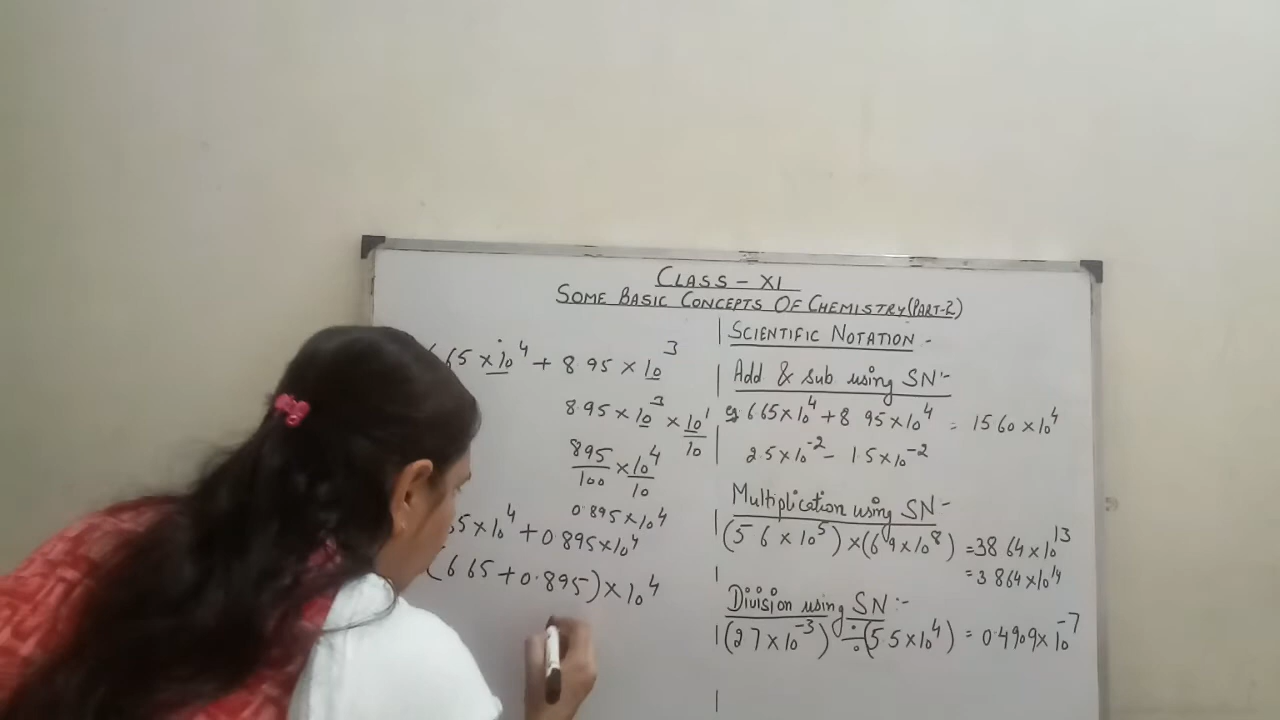 CLASS - XI
SOME BASIC CONCEPTS OF CHEMISTRY (PART-2)
65 × 10⁴ + 8.95 × 10³
8.95 × 10³ × 10¹/10
895/100 × 10⁴/10
0.895 × 10⁴
5 × 10⁴ + 0.895 × 10⁴
(6.65 + 0.895) × 10⁴
SCIENTIFIC NOTATION -
Add & sub using SN:-
eg 6.65 × 10⁴ + 8.95 × 10⁴ = 15.60 × 10⁴
2.5 × 10⁻² - 1.5 × 10⁻²
Multiplication using SN -
(5.6 × 10⁵) × (6.9 × 10⁸) = 38.64 × 10¹³
= 3.864 × 10¹⁴
Division using SN:-
(2.7 × 10⁻³) ÷ (5.5 × 10⁴) = 0.4909 × 10⁻⁷